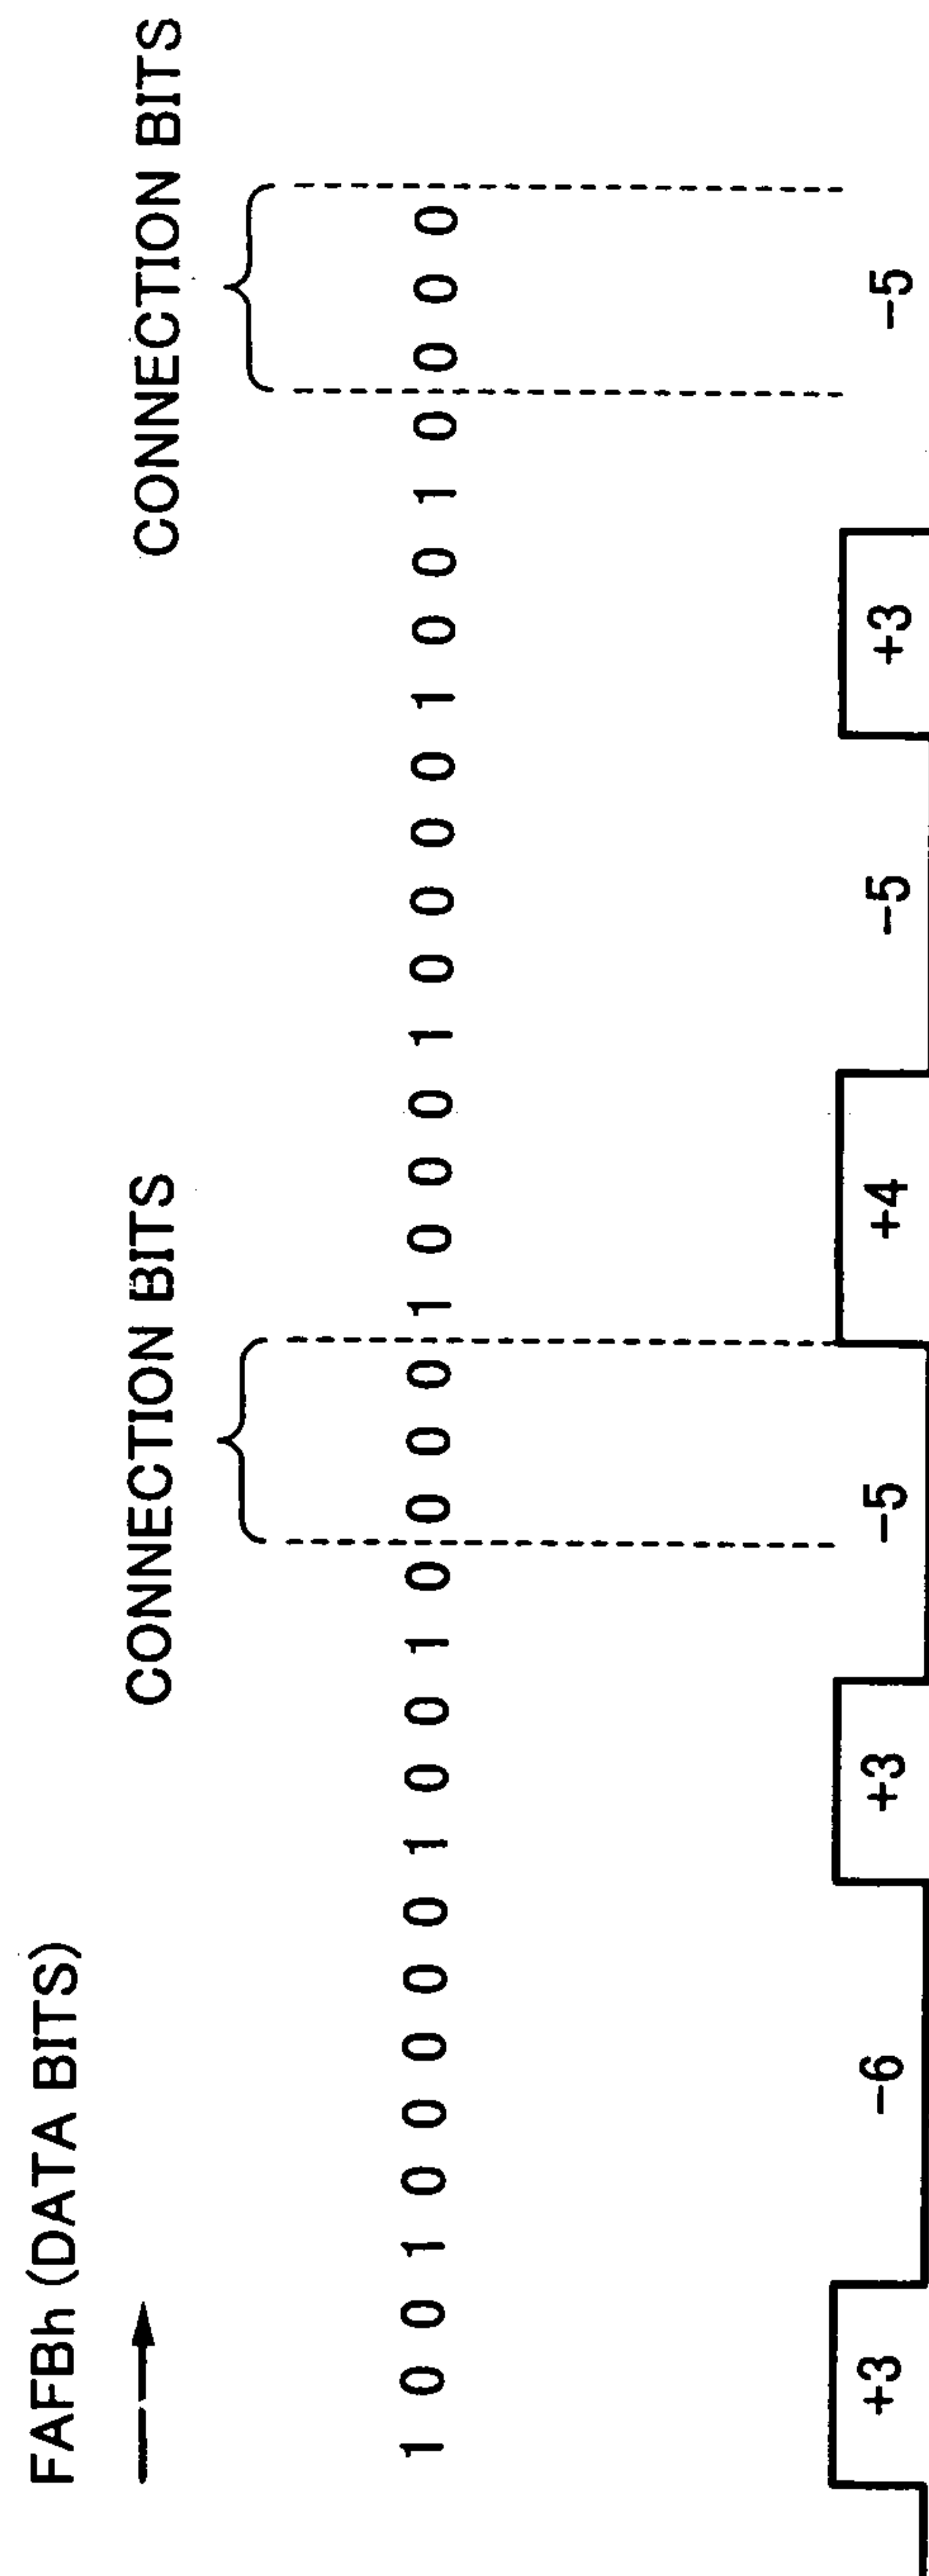 FAFBh (DATA BITS)
CONNECTION BITS CONNECTION BITS
1 0 0 1 0 0 0 0 0 1 0 0 1 0 0 0 0 1 0 0 0 1 0 0 0 0 1 0 0 1 0 0 0 0
+3 -6 +3 -5 +4 -5 +3 -5